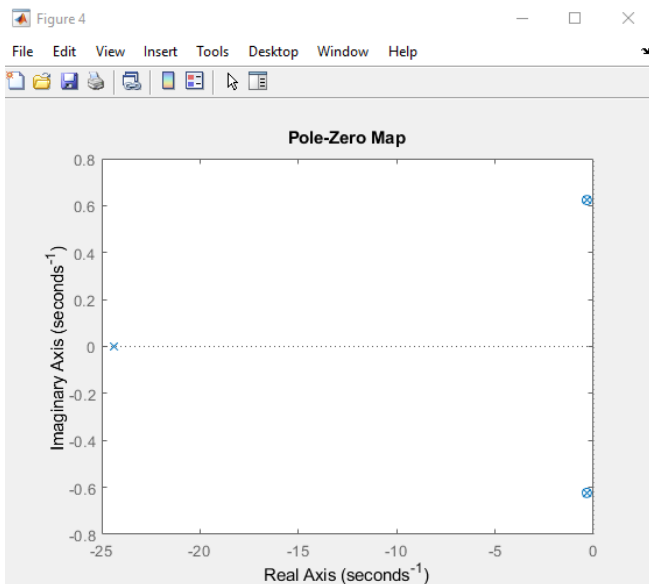 Figure 4
File Edit View Insert Tools Desktop Window Help
Pole-Zero Map
0.8
0.6
0.4
0.2
0
-0.2
-0.4
-0.6
-0.8
Imaginary Axis (seconds⁻¹)
-25 -20 -15 -10 -5 0
Real Axis (seconds⁻¹)